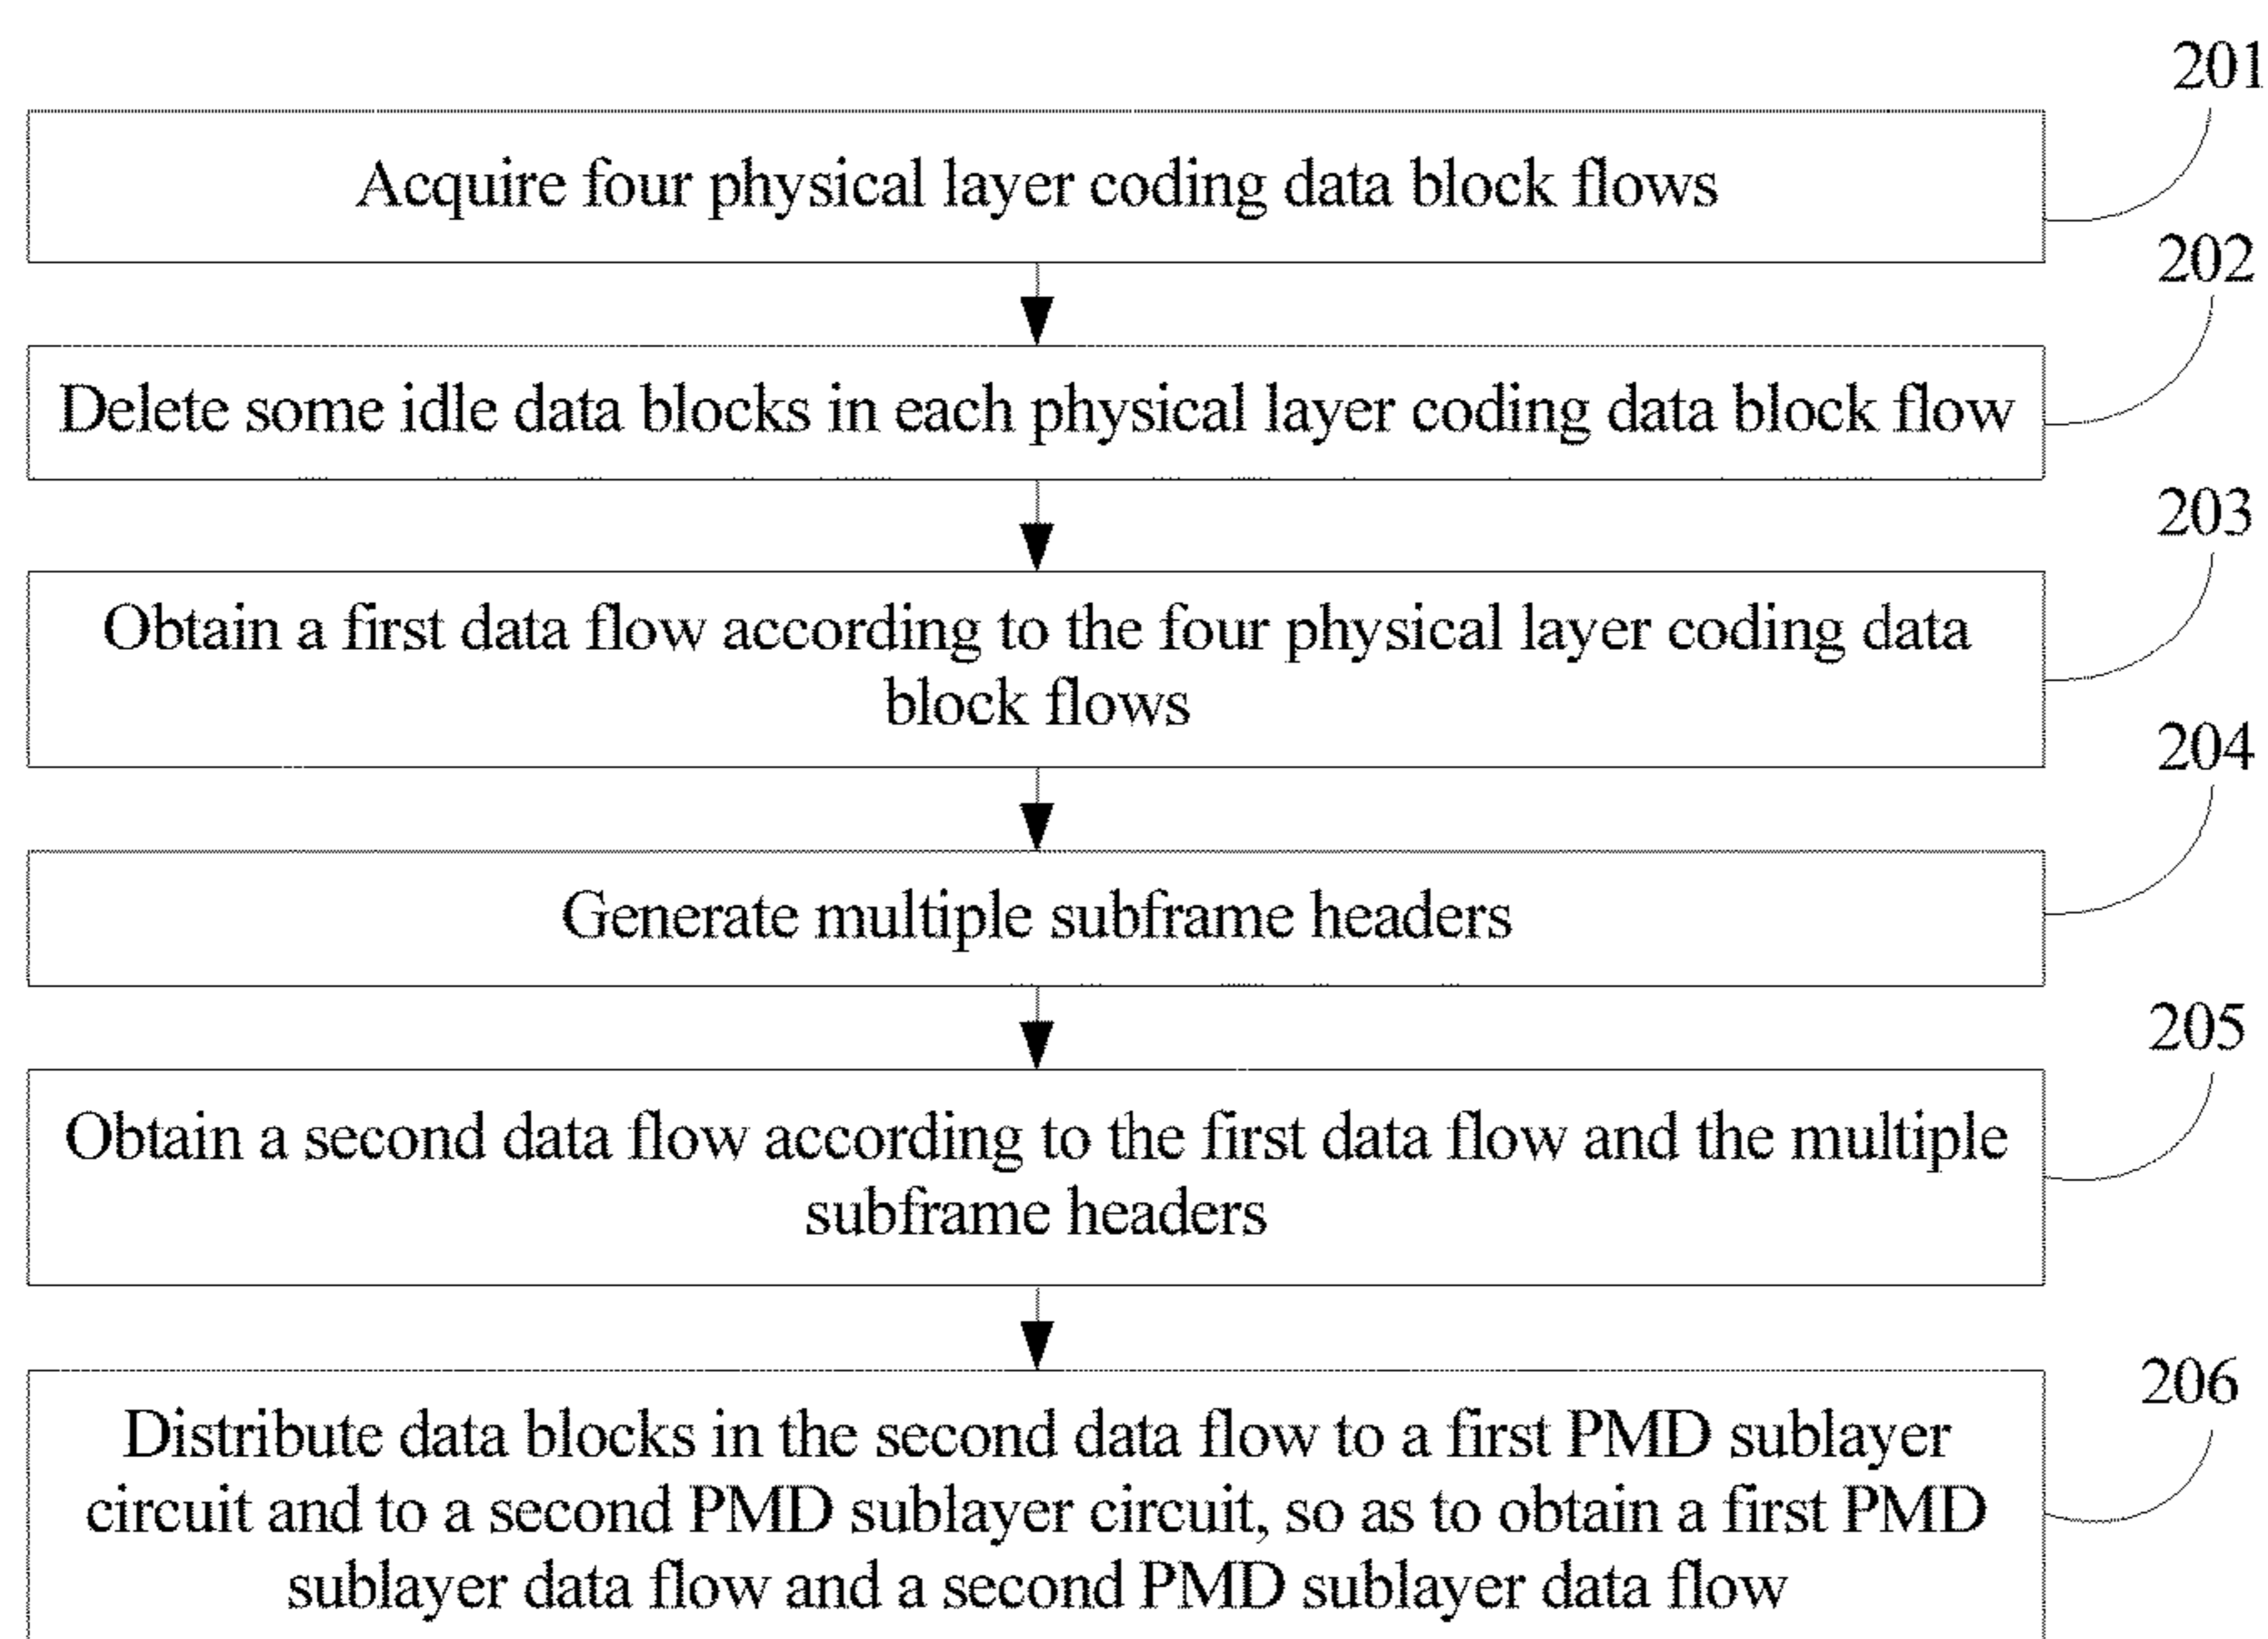 201
Acquire four physical layer coding data block flows
202
Delete some idle data blocks in each physical layer coding data block flow
203
Obtain a first data flow according to the four physical layer coding data
block flows
204
Generate multiple subframe headers
205
Obtain a second data flow according to the first data flow and the multiple
subframe headers
206
Distribute data blocks in the second data flow to a first PMD sublayer
circuit and to a second PMD sublayer circuit, so as to obtain a first PMD
sublayer data flow and a second PMD sublayer data flow